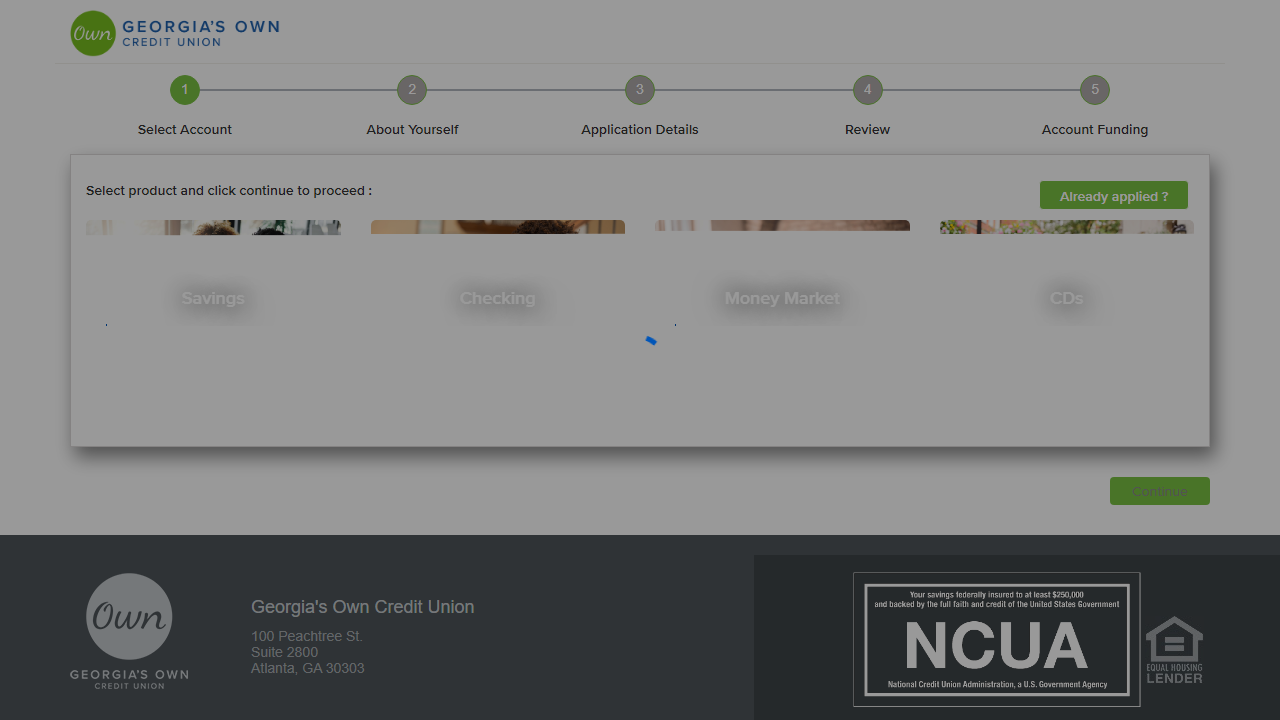 Own
GEORGIA'S OWN
CREDIT UNION
1
2
3
4
5
Select Account
About Yourself
Application Details
Review
Account Funding
Select product and click continue to proceed :
Already applied ?
Savings
Checking
Money Market
CDs
Continue
Own
GEORGIA'S OWN
CREDIT UNION
Georgia's Own Credit Union
100 Peachtree St.
Suite 2800
Atlanta, GA 30303
Your savings federally insured to at least $250,000
and backed by the full faith and credit of the United States Government
NCUA
National Credit Union Administration, a U.S. Government Agency
EQUAL HOUSING
LENDER